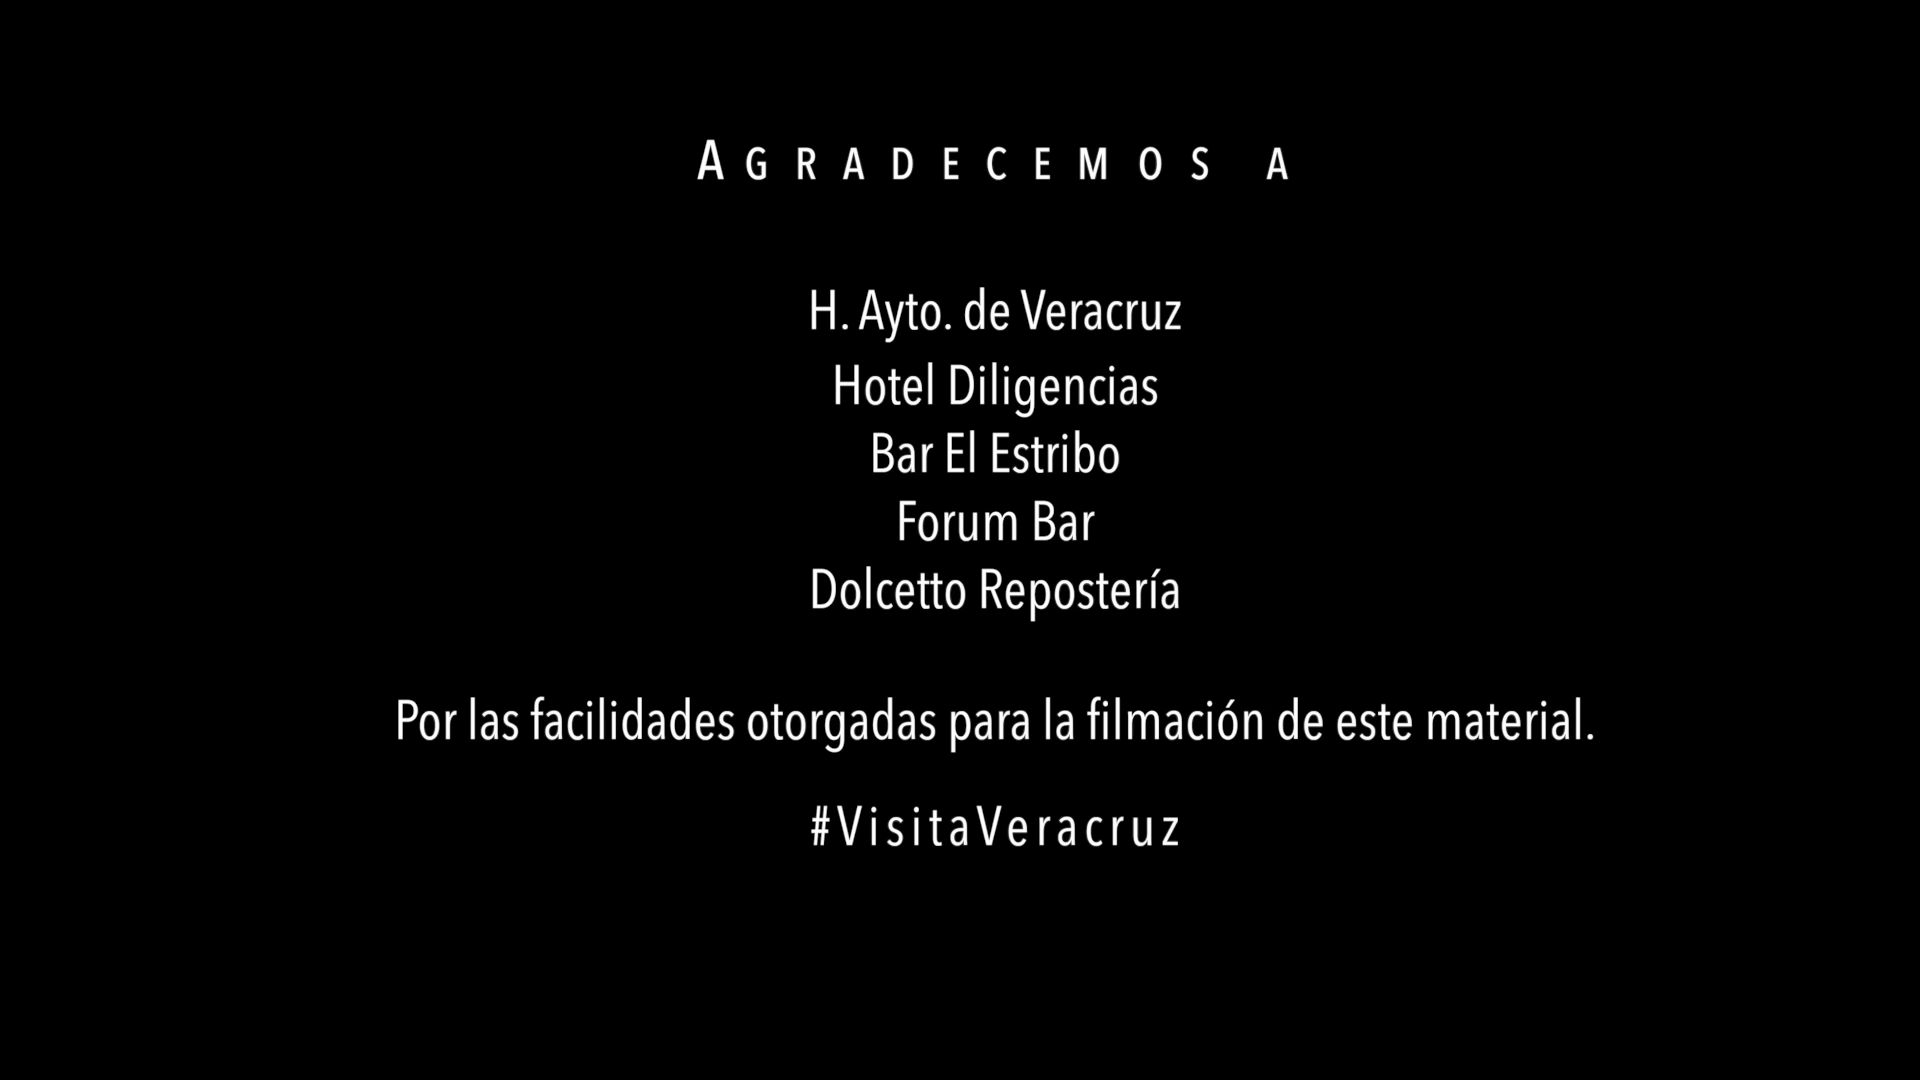 AGRADECEMOS A
H. Ayto. de Veracruz
Hotel Diligencias
Bar El Estribo
Forum Bar
Dolcetto Repostería
Por las facilidades otorgadas para la filmación de este material.
#VisitaVeracruz